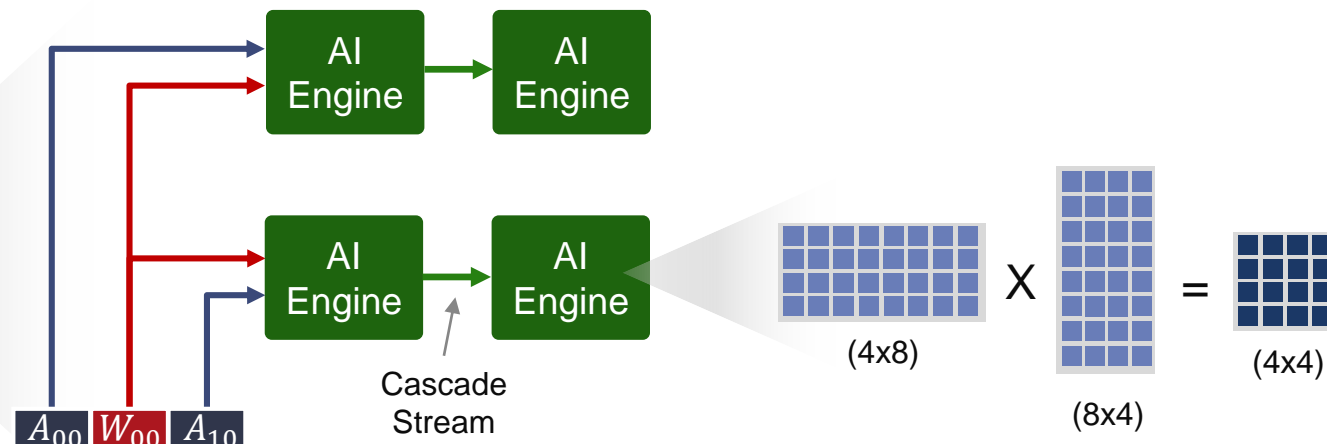 AI
Engine
AI
Engine
AI
Engine
AI
Engine
Cascade
Stream
A₀₀ W₀₀ A₁₀
(4x8)
X
(8x4)
=
(4x4)